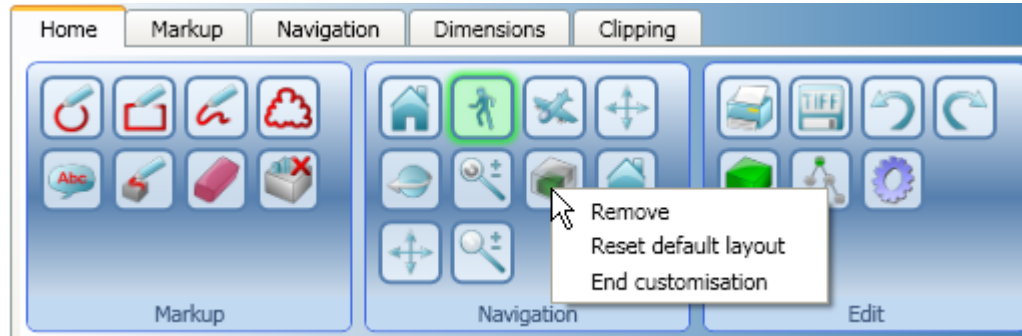 Home
Markup
Navigation
Dimensions
Clipping
TIFF
Abc
Remove
Reset default layout
End customisation
Markup
Navigation
Edit